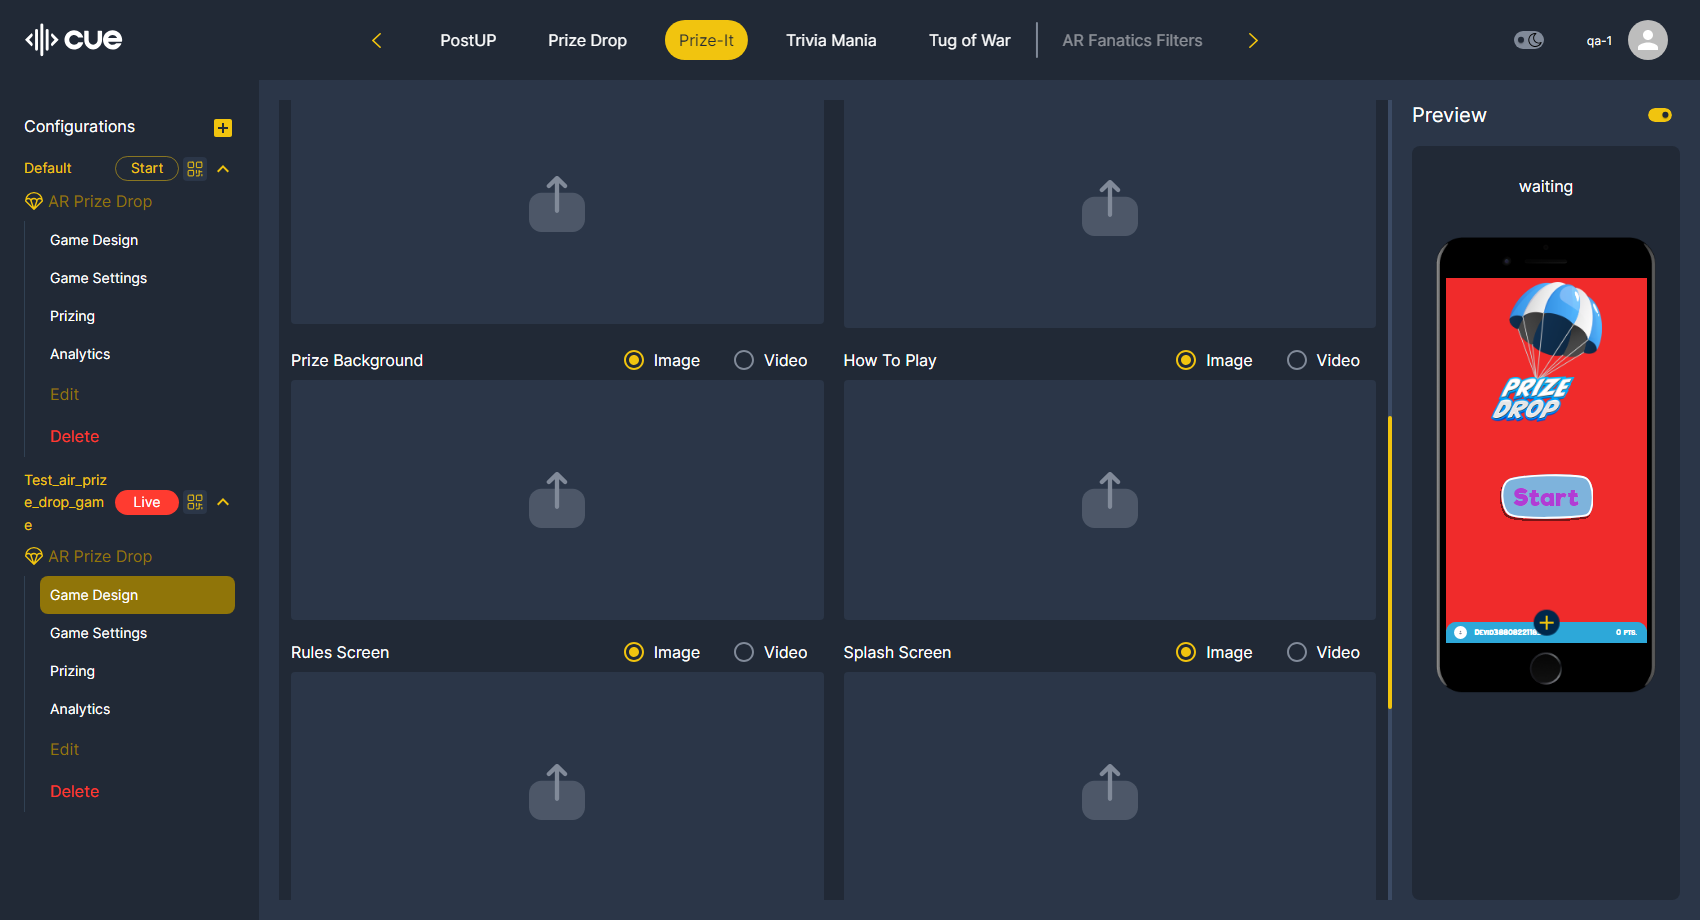 cue
PostUP
Prize Drop
Prize-It
Trivia Mania
Tug of War
AR Fanatics Filters
qa-1
Configurations
Default
Start
AR Prize Drop
Game Design
Game Settings
Prizing
Analytics
Edit
Delete
Test_air_priz
e_drop_gam
e
Live
AR Prize Drop
Game Design
Game Settings
Prizing
Analytics
Edit
Delete
Prize Background
Image
Video
How To Play
Image
Video
Rules Screen
Image
Video
Splash Screen
Image
Video
Preview
waiting
PRIZE
DROP
Start
0 PTS.